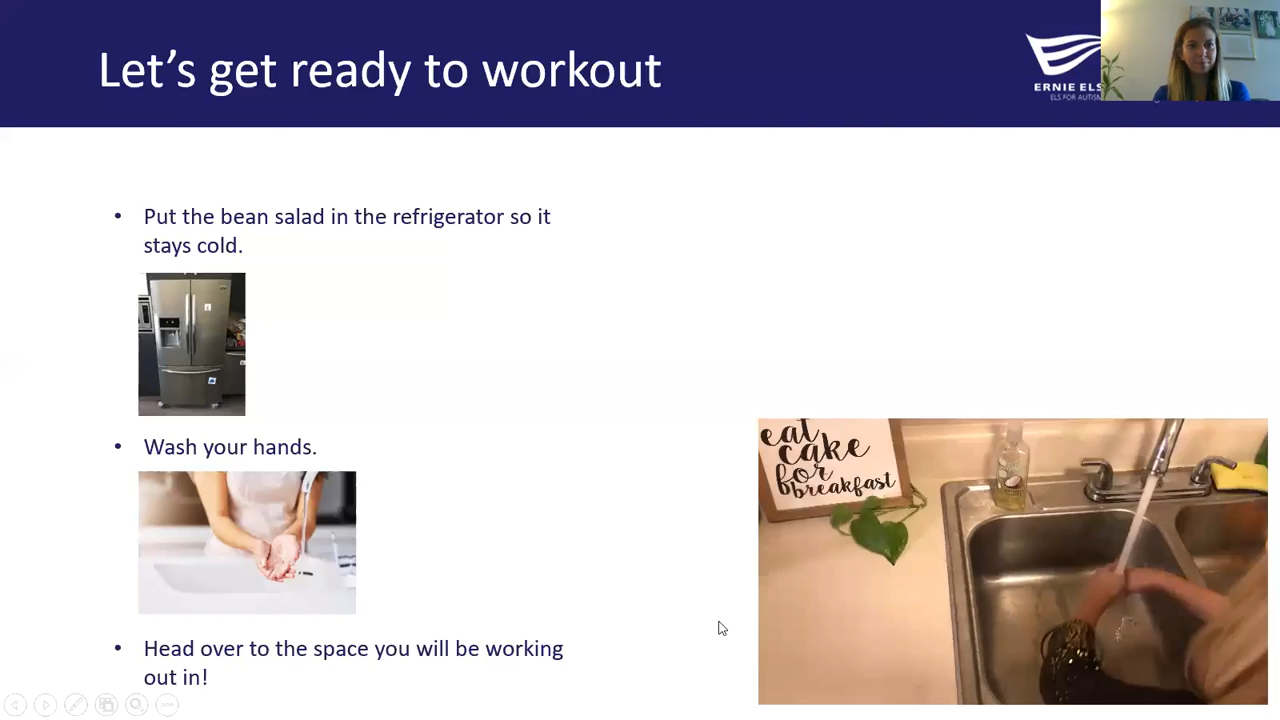 Let's get ready to workout
ERNIE ELS
ELS FOR AUTISM
• Put the bean salad in the refrigerator so it
stays cold.
• Wash your hands.
eat
cake
for
breakfast
• Head over to the space you will be working
out in!